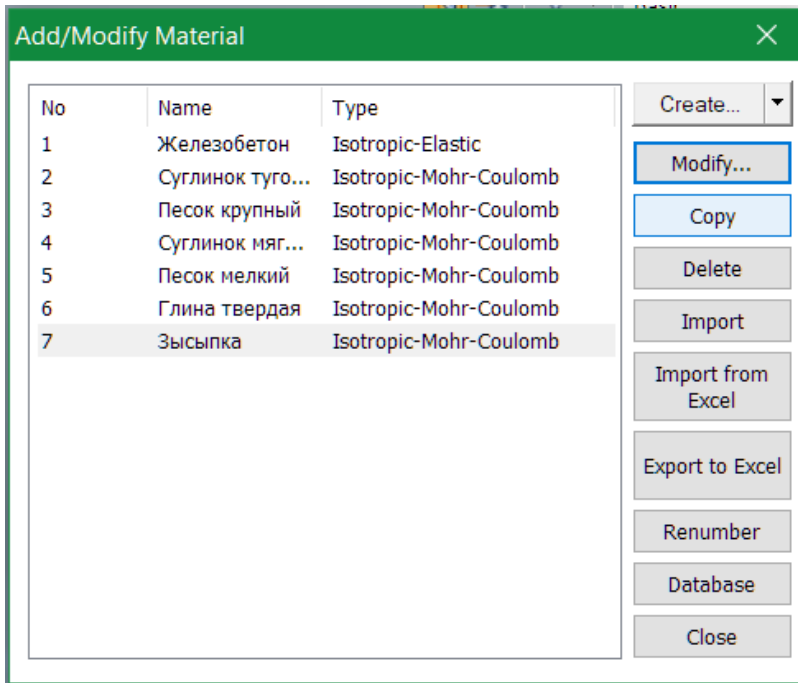 Add/Modify Material
No Name Type
1 Железобетон Isotropic-Elastic
2 Суглинок туго... Isotropic-Mohr-Coulomb
3 Песок крупный Isotropic-Mohr-Coulomb
4 Суглинок мяг... Isotropic-Mohr-Coulomb
5 Песок мелкий Isotropic-Mohr-Coulomb
6 Глина твердая Isotropic-Mohr-Coulomb
7 Зысыпка Isotropic-Mohr-Coulomb
Create...
Modify...
Copy
Delete
Import
Import from
Excel
Export to Excel
Renumber
Database
Close